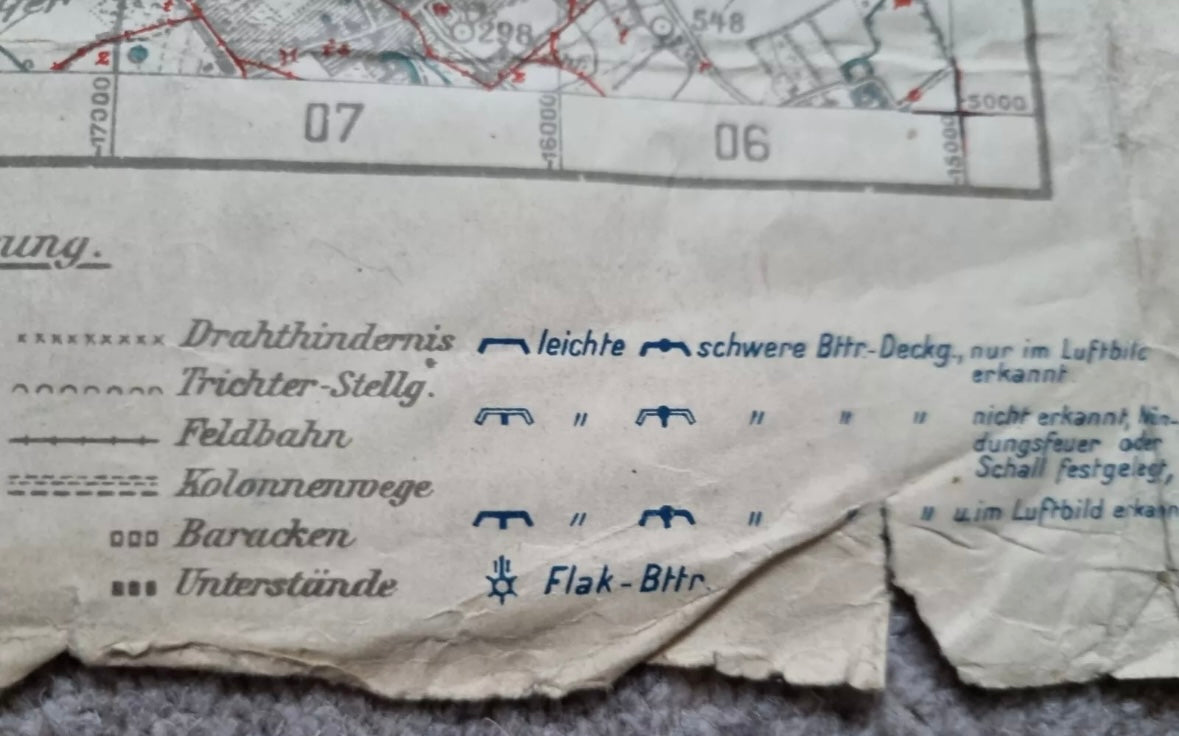 298
548
5000
17000
07
16000
06
15000
ung.
Drahthindernis
Trichter-Stellg.
Feldbahn
Kolonnenwege
Baracken
Unterstände
leichte schwere Bttr.-Deckg., nur im Luftbild
erkannt
" " " " nicht erkannt,
dungsfeuer oder
Schall festgelegt,
" " " " u. im Luftbild erkann
Flak-Bttr.